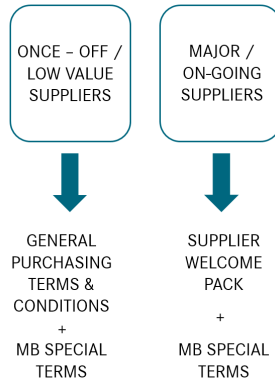 ONCE – OFF /
LOW VALUE
SUPPLIERS
MAJOR /
ON-GOING
SUPPLIERS
GENERAL
PURCHASING
TERMS &
CONDITIONS
+
MB SPECIAL
TERMS
SUPPLIER
WELCOME
PACK
+
MB SPECIAL
TERMS